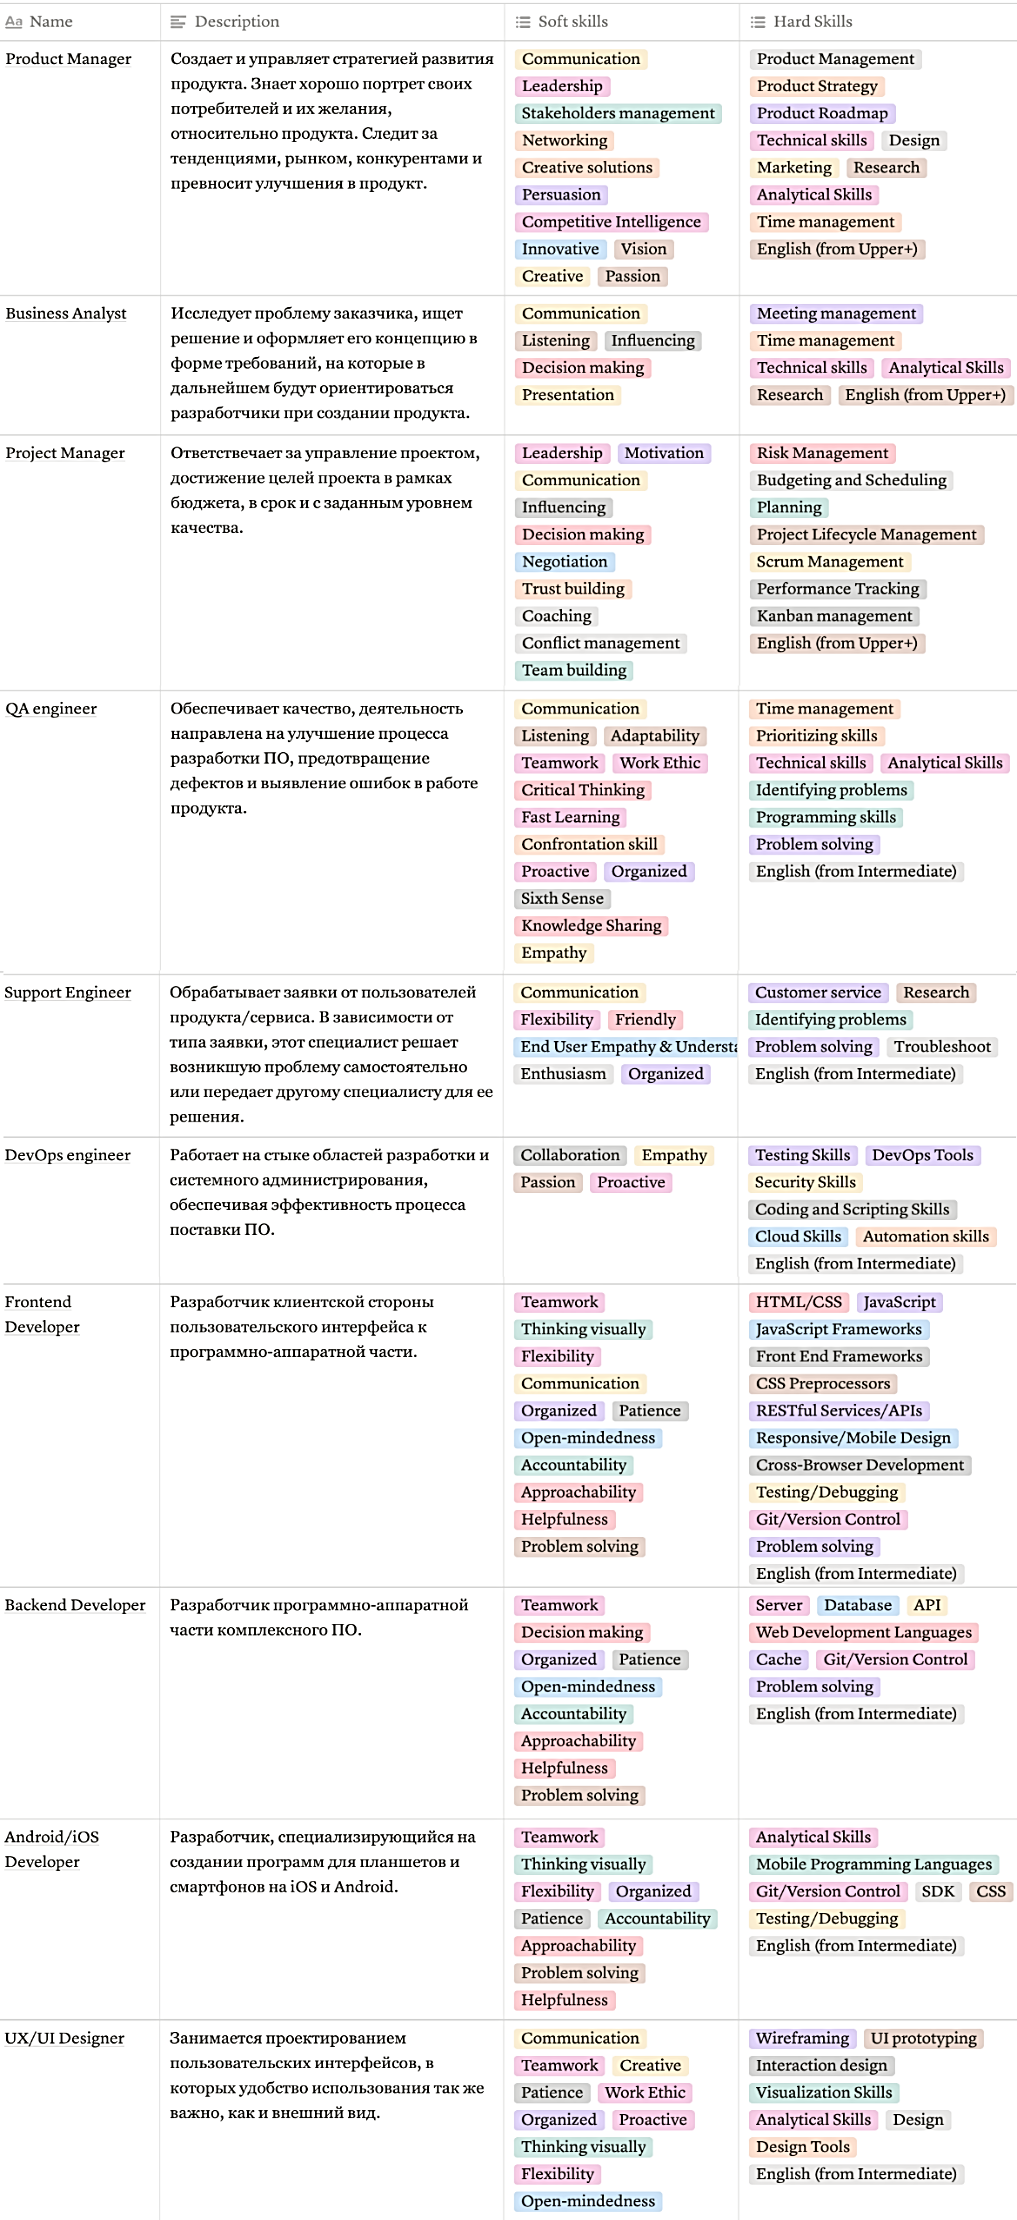 Aa Name Description Soft skills Hard Skills
Product Manager
Создает и управляет стратегией развития
продукта. Знает хорошо портрет своих
потребителей и их желания,
относительно продукта. Следит за
тенденциями, рынком, конкурентами и
превносит улучшения в продукт.
Communication
Leadership
Stakeholders management
Networking
Creative solutions
Persuasion
Competitive Intelligence
Innovative Vision
Creative Passion
Product Management
Product Strategy
Product Roadmap
Technical skills Design
Marketing Research
Analytical Skills
Time management
English (from Upper+)
Business Analyst
Исследует проблему заказчика, ищет
решение и оформляет его концепцию в
форме требований, на которые в
дальнейшем будут ориентироваться
разработчики при создании продукта.
Communication
Listening Influencing
Decision making
Presentation
Meeting management
Time management
Technical skills Analytical Skills
Research English (from Upper+)
Project Manager
Ответствечает за управление проектом,
достижение целей проекта в рамках
бюджета, в срок и с заданным уровнем
качества.
Leadership Motivation
Communication
Influencing
Decision making
Negotiation
Trust building
Coaching
Conflict management
Team building
Risk Management
Budgeting and Scheduling
Planning
Project Lifecycle Management
Scrum Management
Performance Tracking
Kanban management
English (from Upper+)
QA engineer
Обеспечивает качество, деятельность
направлена на улучшение процесса
разработки ПО, предотвращение
дефектов и выявление ошибок в работе
продукта.
Communication
Listening Adaptability
Teamwork Work Ethic
Critical Thinking
Fast Learning
Confrontation skill
Proactive Organized
Sixth Sense
Knowledge Sharing
Empathy
Time management
Prioritizing skills
Technical skills Analytical Skills
Identifying problems
Programming skills
Problem solving
English (from Intermediate)
Support Engineer
Обрабатывает заявки от пользователей
продукта/сервиса. В зависимости от
типа заявки, этот специалист решает
возникшую проблему самостоятельно
или передает другому специалисту для ее
решения.
Communication
Flexibility Friendly
End User Empathy & Understa
Enthusiasm Organized
Customer service Research
Identifying problems
Problem solving Troubleshoot
English (from Intermediate)
DevOps engineer
Работает на стыке областей разработки и
системного администрирования,
обеспечивая эффективность процесса
поставки ПО.
Collaboration Empathy
Passion Proactive
Testing Skills DevOps Tools
Security Skills
Coding and Scripting Skills
Cloud Skills Automation skills
English (from Intermediate)
Frontend
Developer
Разработчик клиентской стороны
пользовательского интерфейса к
программно-аппаратной части.
Teamwork
Thinking visually
Flexibility
Communication
Organized Patience
Open-mindedness
Accountability
Approachability
Helpfulness
Problem solving
HTML/CSS JavaScript
JavaScript Frameworks
Front End Frameworks
CSS Preprocessors
RESTful Services/APIs
Responsive/Mobile Design
Cross-Browser Development
Testing/Debugging
Git/Version Control
Problem solving
English (from Intermediate)
Backend Developer
Разработчик программно-аппаратной
части комплексного ПО.
Teamwork
Decision making
Organized Patience
Open-mindedness
Accountability
Approachability
Helpfulness
Problem solving
Server Database API
Web Development Languages
Cache Git/Version Control
Problem solving
English (from Intermediate)
Android/iOS
Developer
Разработчик, специализирующийся на
создании программ для планшетов и
смартфонов на iOS и Android.
Teamwork
Thinking visually
Flexibility Organized
Patience Accountability
Approachability
Problem solving
Helpfulness
Analytical Skills
Mobile Programming Languages
Git/Version Control SDK CSS
Testing/Debugging
English (from Intermediate)
UX/UI Designer
Занимается проектированием
пользовательских интерфейсов, в
которых удобство использования так же
важно, как и внешний вид.
Communication
Teamwork Creative
Patience Work Ethic
Organized Proactive
Thinking visually
Flexibility
Open-mindedness
Wireframing UI prototyping
Interaction design
Visualization Skills
Analytical Skills Design
Design Tools
English (from Intermediate)